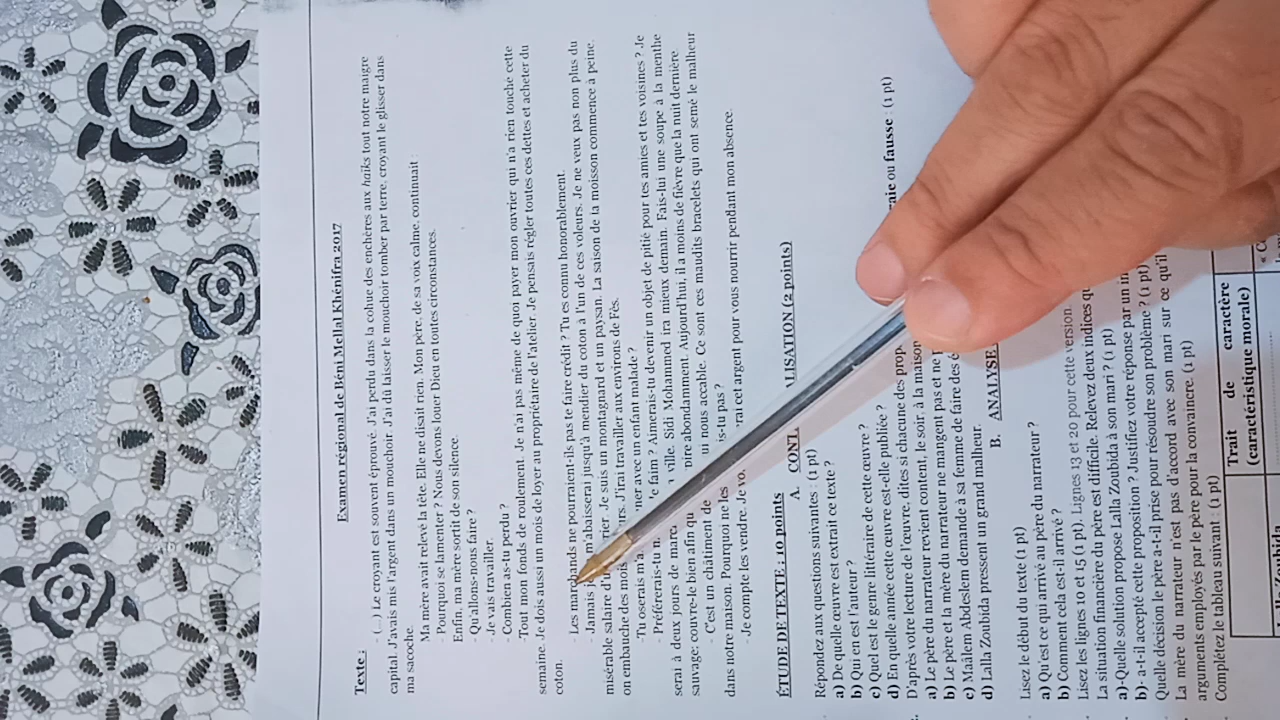 Examen régional de Béni Mellal Khénifra 2017
Texte :
- (...) Le croyant est souvent éprouvé. J'ai perdu dans la cohue des enchères aux haïks tout notre maigre
capital. J'avais mis l'argent dans un mouchoir. J'ai dû laisser le mouchoir tomber par terre, croyant le glisser dans
ma sacoche.
Ma mère avait relevé la tête. Elle ne disait rien. Mon père, de sa voix calme, continuait :
- Pourquoi se lamenter ? Nous devons louer Dieu en toutes circonstances.
Enfin, ma mère sortit de son silence.
- Qu'allons-nous faire ?
- Je vais travailler.
- Combien as-tu perdu ?
- Tout mon fonds de roulement. Je n'ai pas même de quoi payer mon ouvrier qui n'a rien touché cette
semaine. Je dois aussi un mois de loyer au propriétaire de l'atelier. Je pensais régler toutes ces dettes et acheter du
coton.
- Les marchands ne pourraient-ils pas te faire crédit ? Tu es connu honorablement.
- Jamais je m'abaisserai jusqu'à mendier du coton à l'un de ces voleurs. Je ne veux pas non plus du
misérable salaire d'u rier. Je suis un montagnard et un paysan. La saison de la moisson commence à peine.
on embauche des mois rs. J'irai travailler aux environs de Fès.
- Tu oserais m'a ner avec un enfant malade ?
- Préférerais-tu m e faim ? Aimerais-tu devenir un objet de pitié pour tes amies et tes voisines ? Je
serai à deux jours de marc ville. Sidi Mohammed ira mieux demain. Fais-lui une soupe à la menthe
sauvage; couvre-le bien afin qu pire abondamment. Aujourd'hui, il a moins de fièvre que la nuit dernière.
- C'est un châtiment de ui nous accable. Ce sont ces maudits bracelets qui ont semé le malheur
dans notre maison. Pourquoi ne les is-tu pas ?
- Je compte les vendre. Je vo rai cet argent pour vous nourrir pendant mon absence.
ÉTUDE DE TEXTE : 10 points
A. CONT ALISATION (2 points)
Répondez aux questions suivantes : (1 pt)
a) De quelle œuvre est extrait ce texte ?
b) Qui en est l'auteur ?
c) Quel est le genre littéraire de cette œuvre ?
d) En quelle année cette œuvre est-elle publiée ?
D'après votre lecture de l'œuvre, dites si chacune des prop raie ou fausse : (1 pt)
a) Le père du narrateur revient content, le soir, à la maison
b) Le père et la mère du narrateur ne mangent pas et ne p
c) Maâlem Abdeslem demande à sa femme de faire des é
d) Lalla Zoubida pressent un grand malheur.
B. ANALYSE
Lisez le début du texte (1 pt)
a) Qu'est ce qui arrivé au père du narrateur ?
b) Comment cela est-il arrivé ?
Lisez les lignes 10 et 15 (1 pt). Lignes 13 et 20 pour cette version.
La situation financière du père est difficile. Relevez deux indices qu
a)-Quelle solution propose Lalla Zoubida à son mari ? (1 pt)
b)- a-t-il accepté cette proposition ? Justifiez votre réponse par un in
Quelle décision le père a-t-il prise pour résoudre son problème ? (1 pt)
La mère du narrateur n'est pas d'accord avec son mari sur ce qu'il
arguments employés par le père pour la convaincre. (1 pt)
Complétez le tableau suivant : (1 pt)
Trait de caractère
(caractéristique morale)